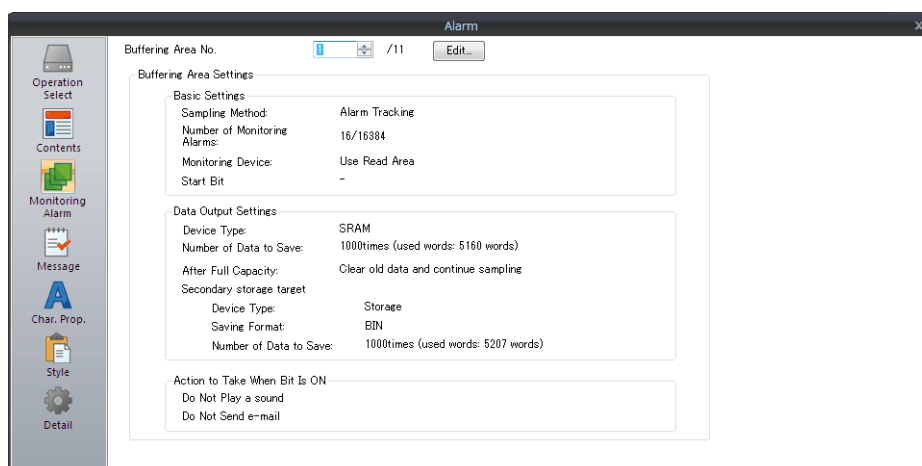 Alarm
x
Operation
Select
Contents
Monitoring
Alarm
Message
Char. Prop.
Style
Detail
Buffering Area No. 1 /11 Edit...
Buffering Area Settings
Basic Settings
Sampling Method: Alarm Tracking
Number of Monitoring
Alarms: 16/16384
Monitoring Device: Use Read Area
Start Bit -
Data Output Settings
Device Type: SRAM
Number of Data to Save: 1000times (used words: 5160 words)
After Full Capacity: Clear old data and continue sampling
Secondary storage target
Device Type: Storage
Saving Format: BIN
Number of Data to Save: 1000times (used words: 5207 words)
Action to Take When Bit Is ON
Do Not Play a sound
Do Not Send e-mail